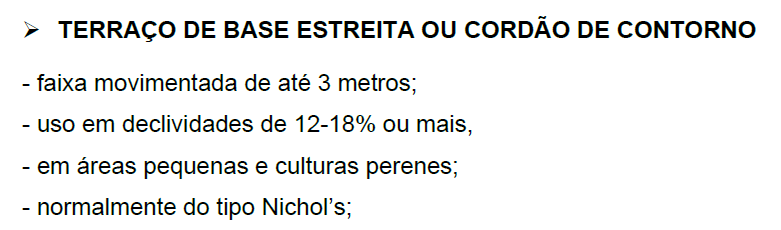 ➢ TERRAÇO DE BASE ESTREITA OU CORDÃO DE CONTORNO
- faixa movimentada de até 3 metros;
- uso em declividades de 12-18% ou mais,
- em áreas pequenas e culturas perenes;
- normalmente do tipo Nichol’s;